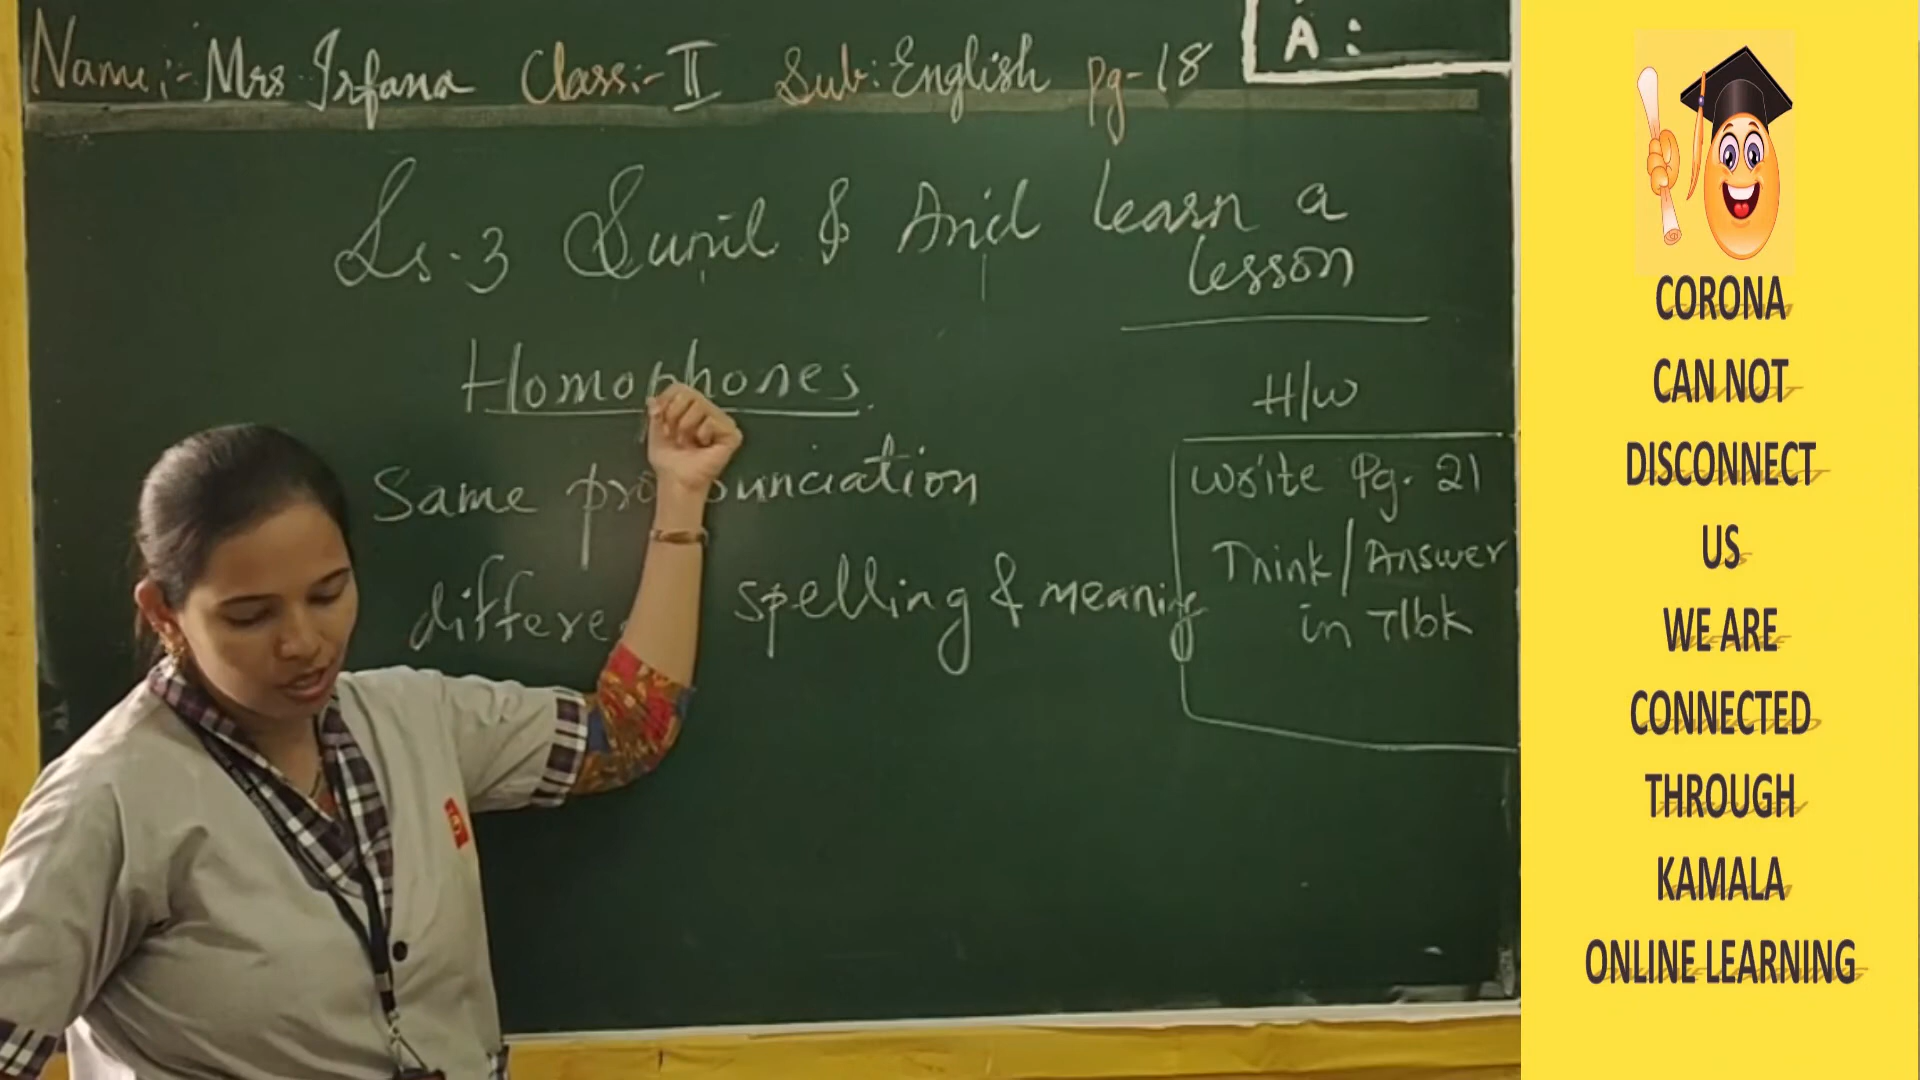 Name:- Mrs. Irfana Class:- II Sub: English Pg-18
A:
Ls.3 Sunil & Anil learn a
lesson
Homophones
Same pronunciation
different spelling & meaning
H/W
Write Pg. 21
Think/Answer
in T/bk
CORONA
CAN NOT
DISCONNECT
US
WE ARE
CONNECTED
THROUGH
KAMALA
ONLINE LEARNING